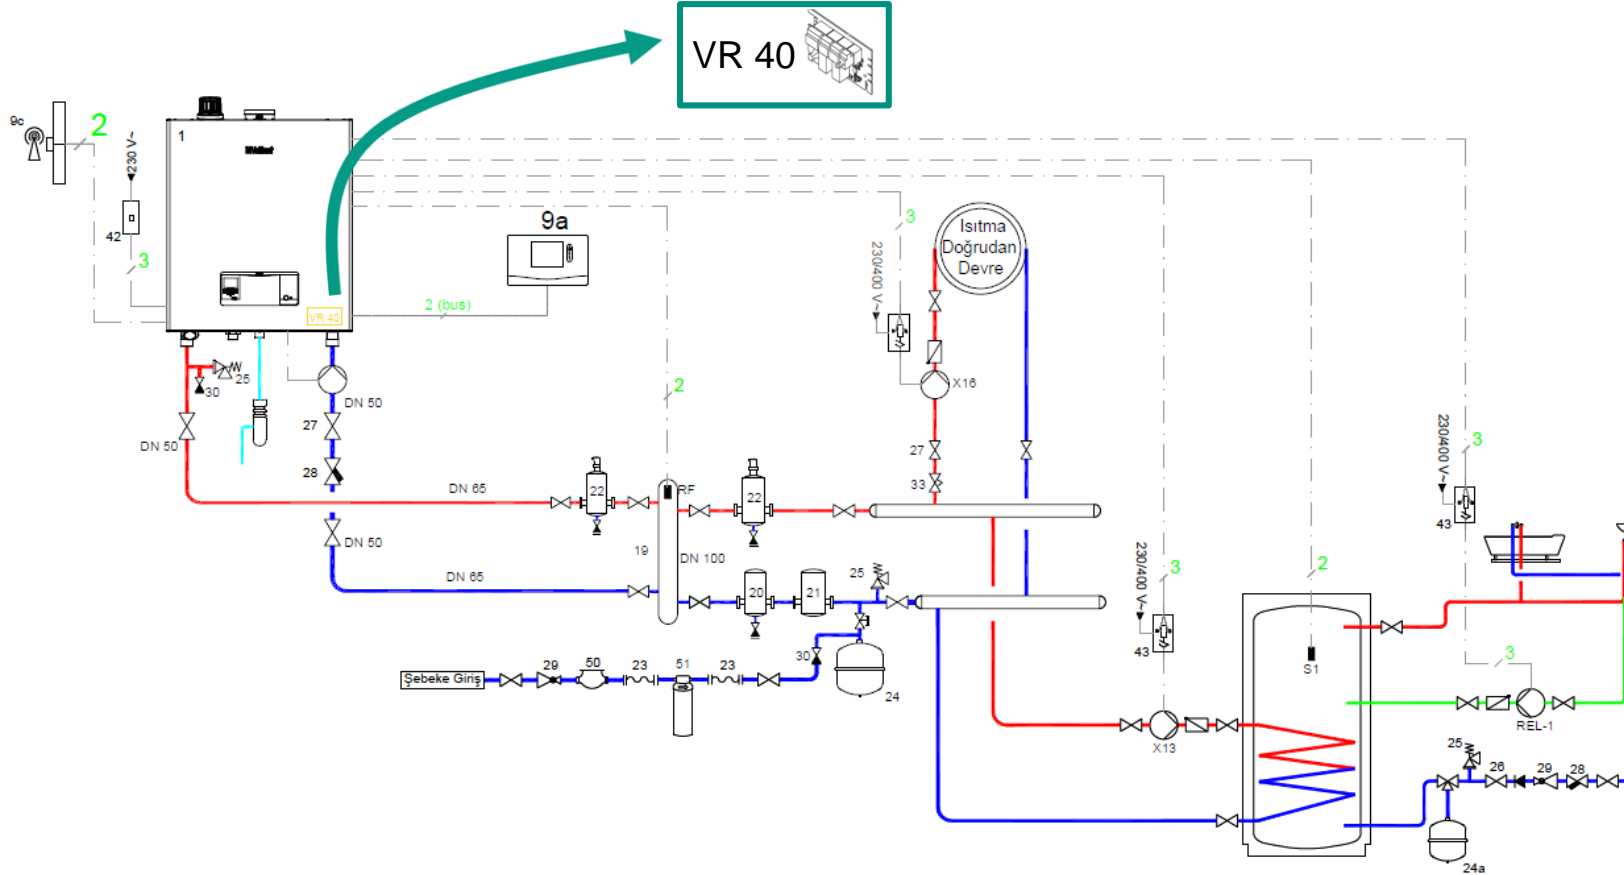 VR 40
9c
2
230 V~
42
3
1
Vaillant
VR 40
9a
2 (bus)
25
30
DN 50
DN 50
27
28
DN 50
DN 65
DN 65
22
RF
2
19
DN 100
22
20
21
25
Isıtma
Doğrudan
Devre
3
230/400 V~
X16
27
33
Şebeke Giriş
29
50
23
51
23
30
24
230/400 V~
3
43
X13
2
S1
230/400 V~
3
43
3
REL-1
25
26
29
28
24a